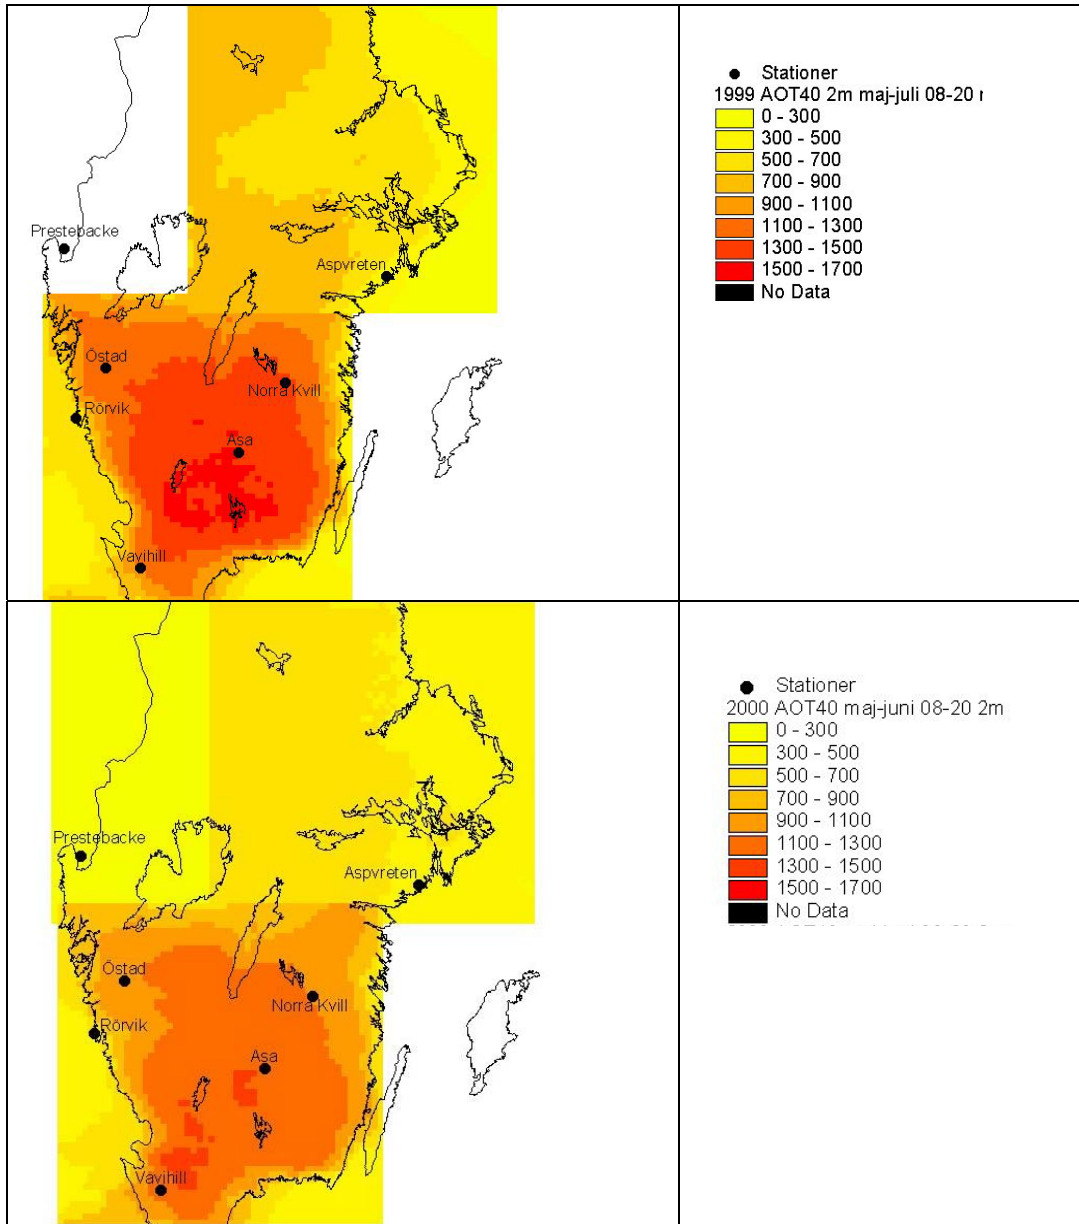 Stationer
1999 AOT40 2m maj-juli 08-20
0 - 300
300 - 500
500 - 700
700 - 900
900 - 1100
1100 - 1300
1300 - 1500
1500 - 1700
No Data
Prestebacke
Aspvreten
Östad
Norra Kvill
Rörvik
Asa
Vavihill
Stationer
2000 AOT40 maj-juni 08-20 2m
0 - 300
300 - 500
500 - 700
700 - 900
900 - 1100
1100 - 1300
1300 - 1500
1500 - 1700
No Data
Prestebacke
Aspvreten
Östad
Norra Kvill
Rörvik
Asa
Vavihill